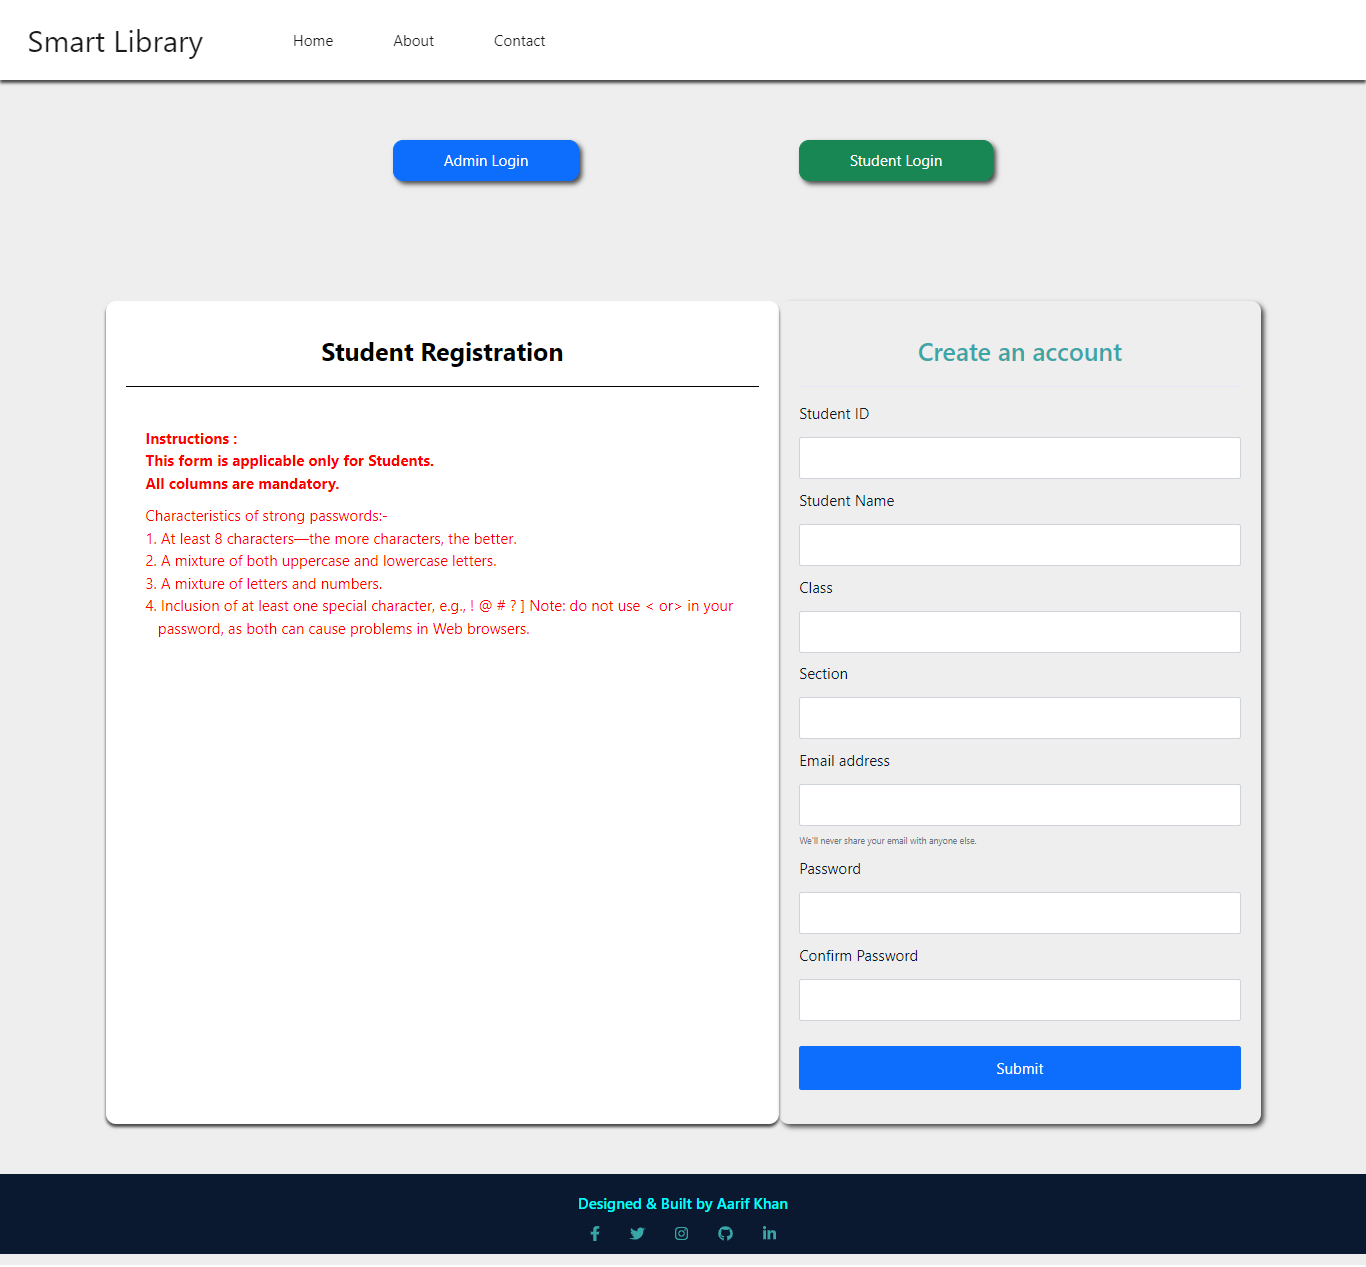 Smart Library
Home
About
Contact
Admin Login
Student Login
Student Registration
Instructions :
This form is applicable only for Students.
All columns are mandatory.
Characteristics of strong passwords:-
1. At least 8 characters—the more characters, the better.
2. A mixture of both uppercase and lowercase letters.
3. A mixture of letters and numbers.
4. Inclusion of at least one special character, e.g., ! @ # ? ] Note: do not use < or> in your
password, as both can cause problems in Web browsers.
Create an account
Student ID
Student Name
Class
Section
Email address
We'll never share your email with anyone else.
Password
Confirm Password
Submit
Designed & Built by Aarif Khan